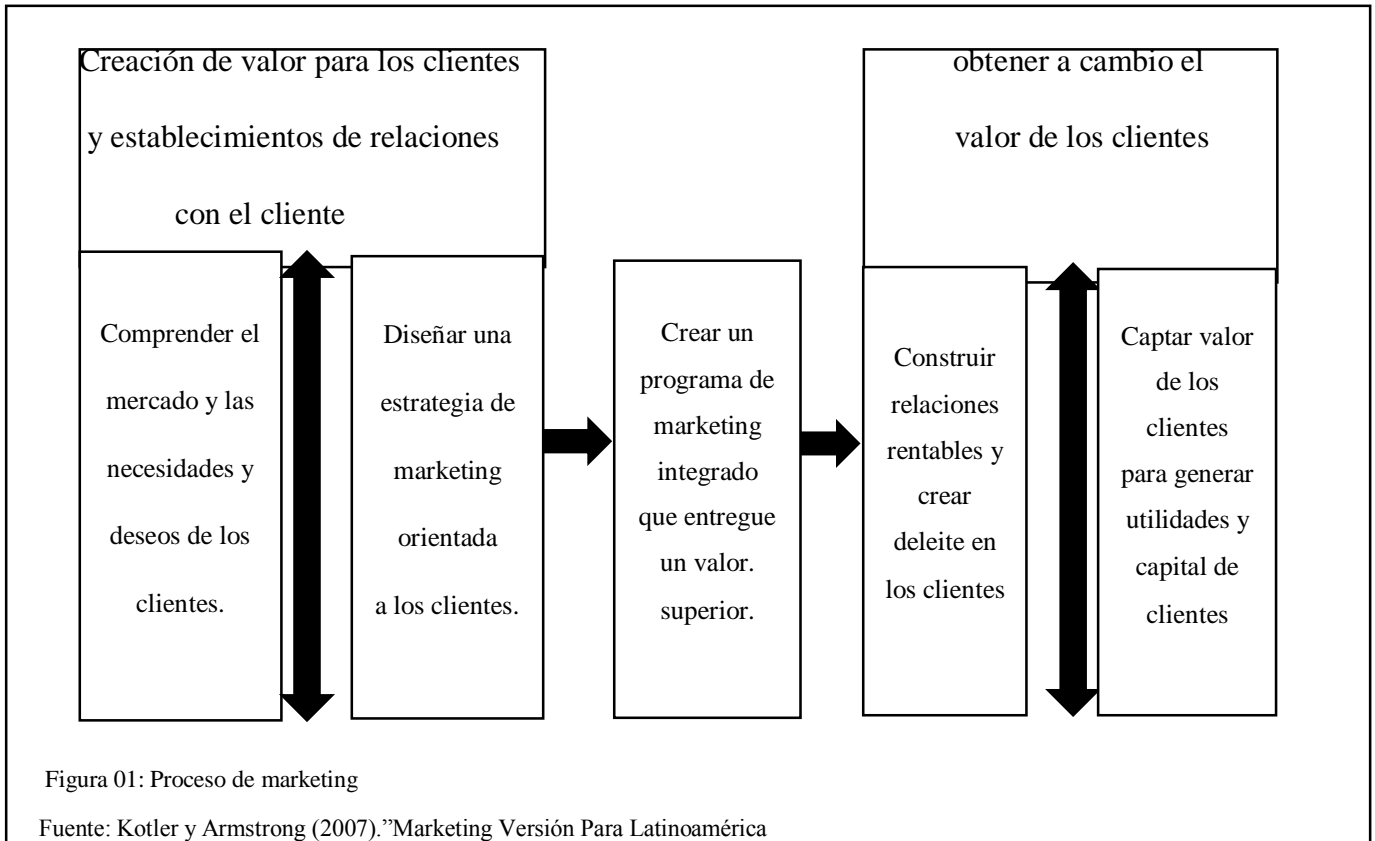 Creación de valor para los clientes
y establecimientos de relaciones
con el cliente
obtener a cambio el
valor de los clientes
Comprender el
mercado y las
necesidades y
deseos de los
clientes.
Diseñar una
estrategia de
marketing
orientada
a los clientes.
Crear un
programa de
marketing
integrado
que entregue
un valor.
superior.
Construir
relaciones
rentables y
crear
deleite en
los clientes
Captar valor
de los
clientes
para generar
utilidades y
capital de
clientes
Figura 01: Proceso de marketing
Fuente: Kotler y Armstrong (2007).”Marketing Versión Para Latinoamérica